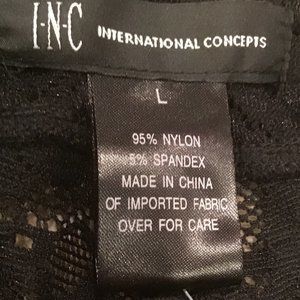 I·N·C INTERNATIONAL CONCEPTS
L
95% NYLON
5% SPANDEX
MADE IN CHINA
OF IMPORTED FABRIC
OVER FOR CARE